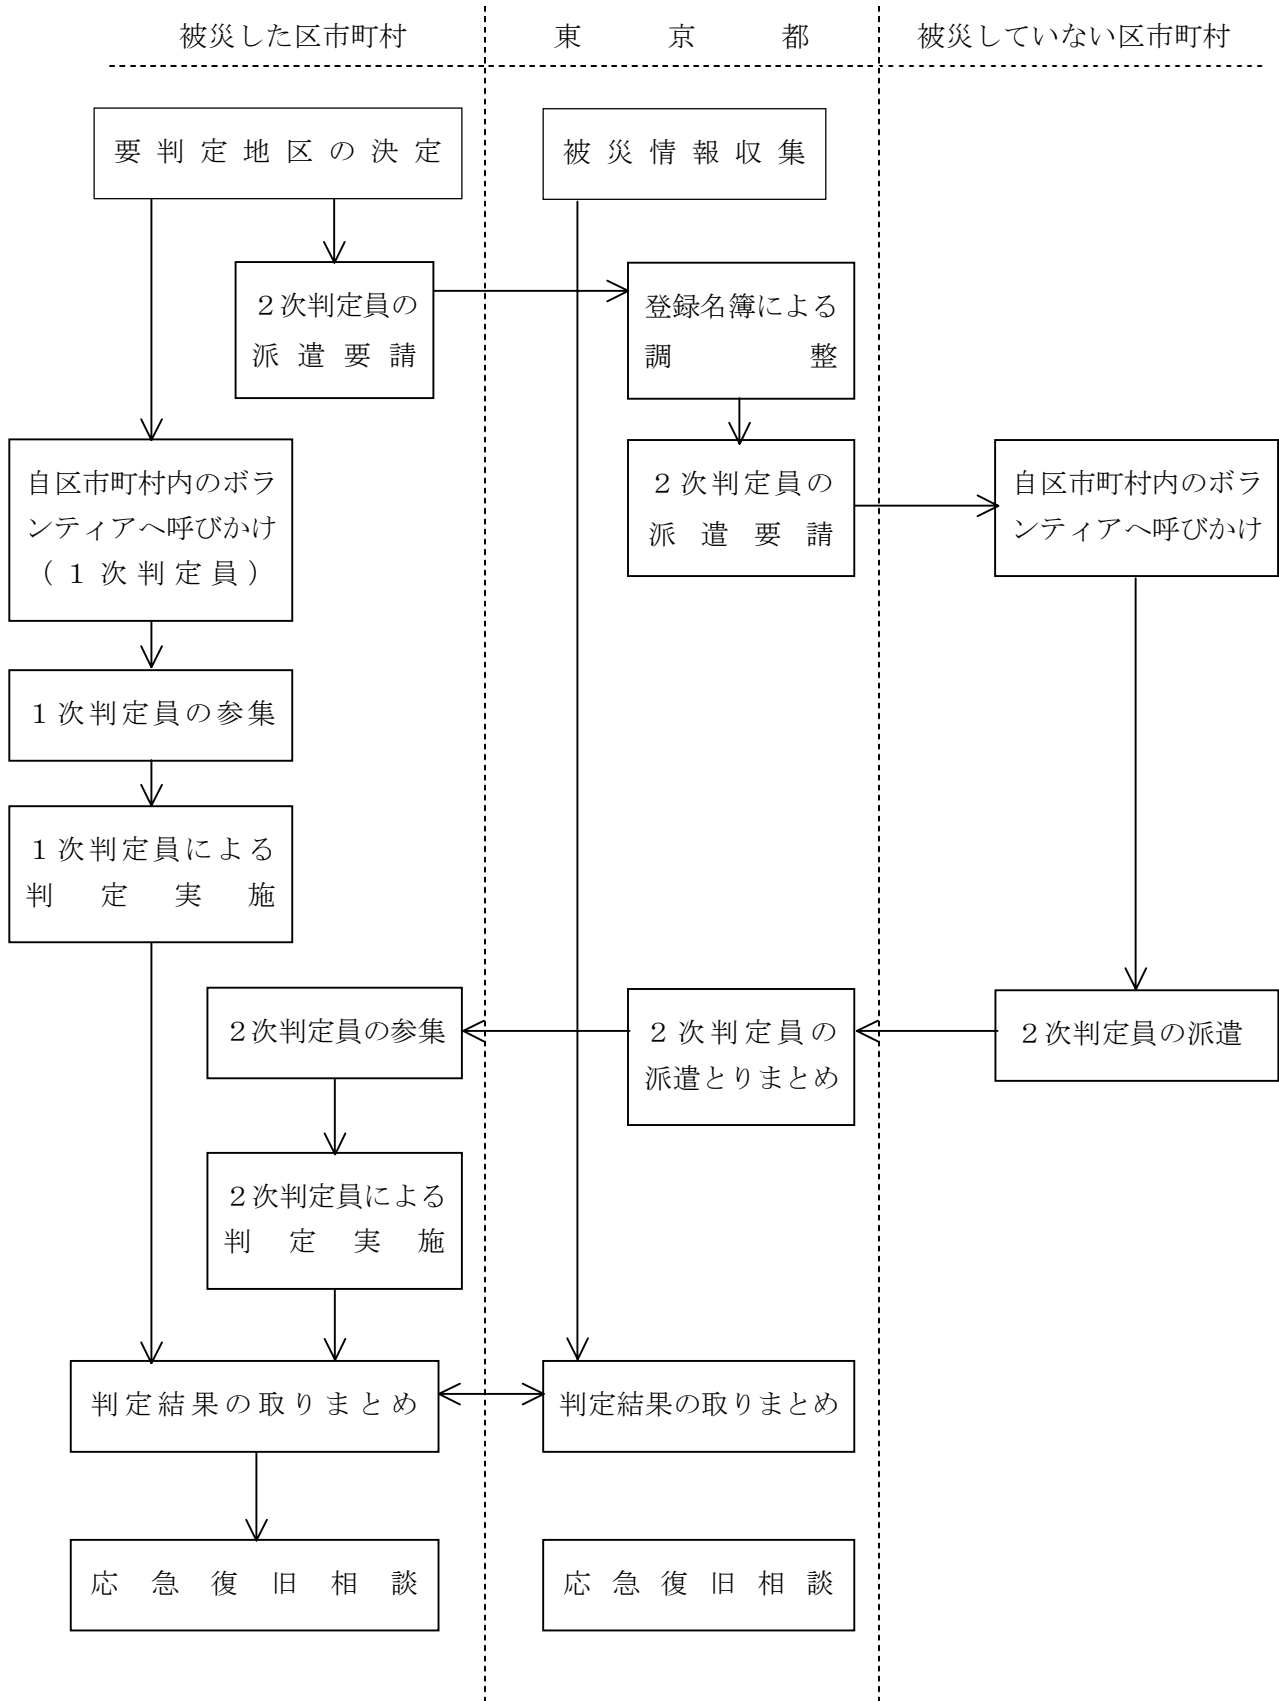 被災した区市町村
東京都
被災していない区市町村
要判定地区の決定
被災情報収集
２次判定員の
派遣要請
登録名簿による
調整
自区市町村内のボラ
ンティアへ呼びかけ
（１次判定員）
２次判定員の
派遣要請
自区市町村内のボラ
ンティアへ呼びかけ
１次判定員の参集
１次判定員による
判定実施
２次判定員の参集
２次判定員の
派遣とりまとめ
２次判定員の派遣
２次判定員による
判定実施
判定結果の取りまとめ
判定結果の取りまとめ
応急復旧相談
応急復旧相談